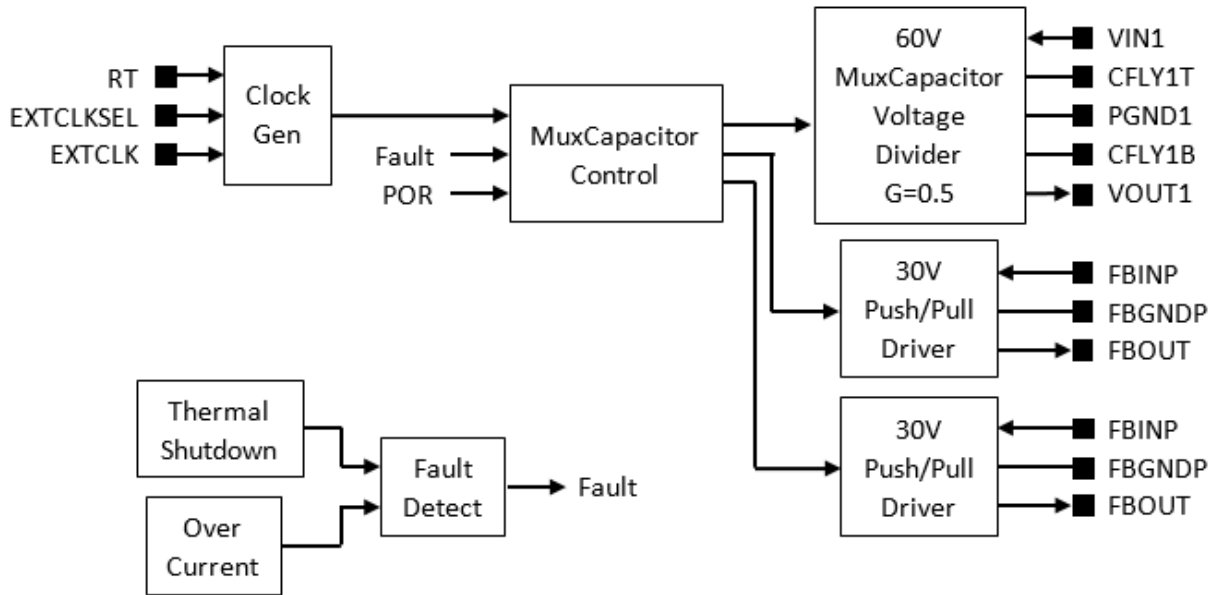 RT
EXTCLKSEL
EXTCLK
Clock
Gen
Fault
POR
MuxCapacitor
Control
60V
MuxCapacitor
Voltage
Divider
G=0.5
VIN1
CFLY1T
PGND1
CFLY1B
VOUT1
30V
Push/Pull
Driver
FBINP
FBGNDP
FBOUT
Thermal
Shutdown
Over
Current
Fault
Detect
Fault
30V
Push/Pull
Driver
FBINP
FBGNDP
FBOUT